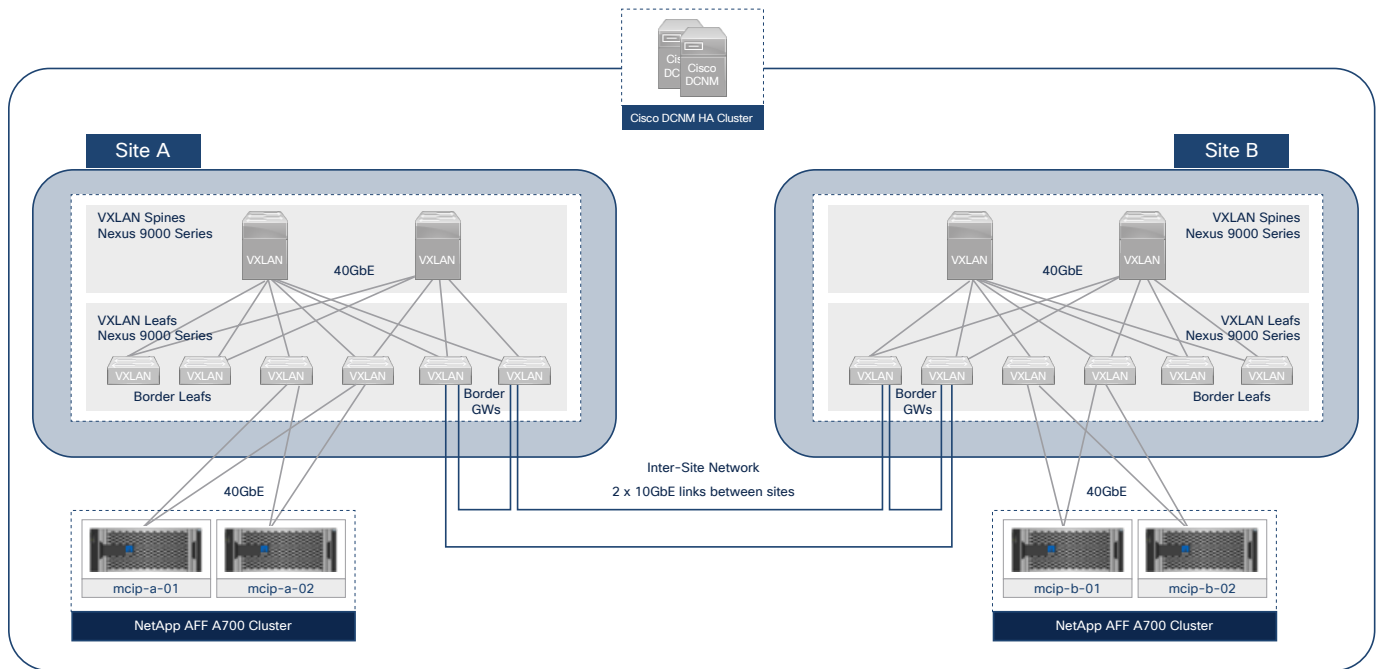 Cisco
DCNM
Cisco
DCNM
Cisco DCNM HA Cluster
Site A
VXLAN Spines
Nexus 9000 Series
VXLAN
VXLAN
40GbE
VXLAN Leafs
Nexus 9000 Series
VXLAN
VXLAN
VXLAN
VXLAN
VXLAN
VXLAN
Border Leafs
Border
GWs
40GbE
mcip-a-01
mcip-a-02
NetApp AFF A700 Cluster
Inter-Site Network
2 x 10GbE links between sites
Site B
VXLAN Spines
Nexus 9000 Series
VXLAN
VXLAN
40GbE
VXLAN Leafs
Nexus 9000 Series
VXLAN
VXLAN
VXLAN
VXLAN
VXLAN
VXLAN
Border
GWs
Border Leafs
40GbE
mcip-b-01
mcip-b-02
NetApp AFF A700 Cluster